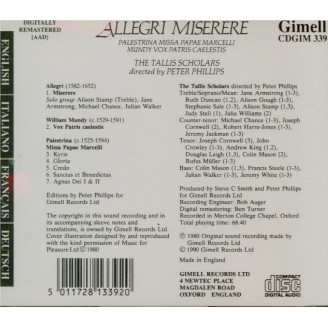 DIGITALLY
REMASTERED
[AAD]
ALLEGRI MISERERE
PALESTRINA MISSA PAPAE MARCELLI
MUNDY VOX PATRIS CAELESTIS
THE TALLIS SCHOLARS
directed by PETER PHILLIPS
Gimell
CDGIM 339
ENGLISH ITALIANO FRANÇAIS DEUTSCH
Allegri (1582-1652)
1. Miserere
Solo group Alison Stamp (Treble), Jane
Armstrong, Michael Chance, Julian Walker
William Mundy (c.1529-1591)
2. Vox Patris caelestis
Palestrina (c.1525-1594)
Missa Papae Marcelli
3. Kyrie
4. Gloria
5. Credo
6. Sanctus et Benedictus
7. Agnus Dei I & II
Editions by Peter Phillips for
Gimell Records Ltd
The copyright in this sound recording and in
its accompanying sleeve notes and
translations, is owned by Gimell Records Ltd.
Cover illustration designed by and reproduced
with the kind permission of Music for
Pleasure Ltd © 1980
The Tallis Scholars directed by Peter Phillips
Treble/Soprano/Mean: Jane Armstrong (1-3),
Ruth Duncan (1,2), Alison Gough (1-3),
Stephanie Sale (1-3), Alison Stamp (1,3),
Judy Stell (1,2), Julia Williams (2)
Counter-tenor: Michael Chance (1-3), Joseph
Cornwell (2), Robert Harre-Jones (2,3),
Jeremy Jackman (3)
Tenor: Joseph Cornwell (3), John
Crowley (1-3), Andrew King (1,2),
Douglas Leigh (1-3), Colin Mason (2),
Rufus Müller (1-3)
Bass: Colin Mason (1,3), Francis Steele (1-3),
Julian Walker (1-3), Jeremy White (1-3)
Produced by Steve C Smith and Peter Phillips
for Gimell Records Ltd
Recording Engineer: Bob Auger
Digital remastering: Ben Turner
Recorded in Merton College Chapel, Oxford
Total playing time: 68:40
℗ 1980 Original sound recording made by
Gimell Records Ltd
© 1990 Gimell Records Ltd
Made in England
GIMELL RECORDS LTD
4 NEWTEC PLACE
MAGDALEN ROAD
OXFORD ENGLAND
COMPACT
disc
DIGITAL AUDIO
5 011728 133920